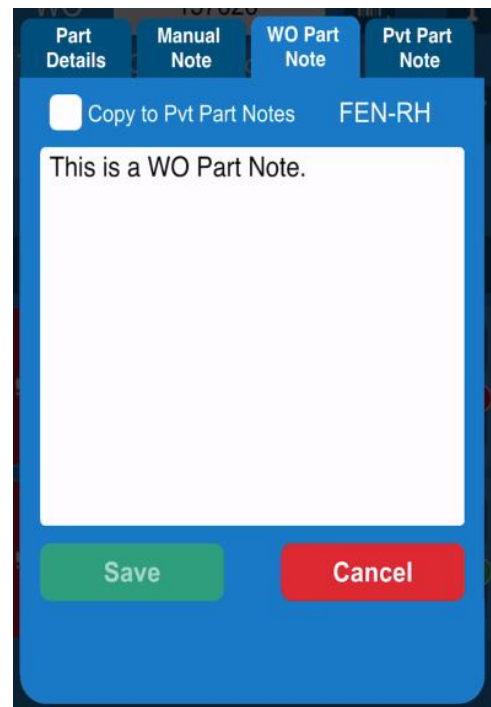 WO
Part Details
Manual Note
WO Part Note
Pvt Part Note
Copy to Pvt Part Notes FEN-RH
This is a WO Part Note.
Save Cancel